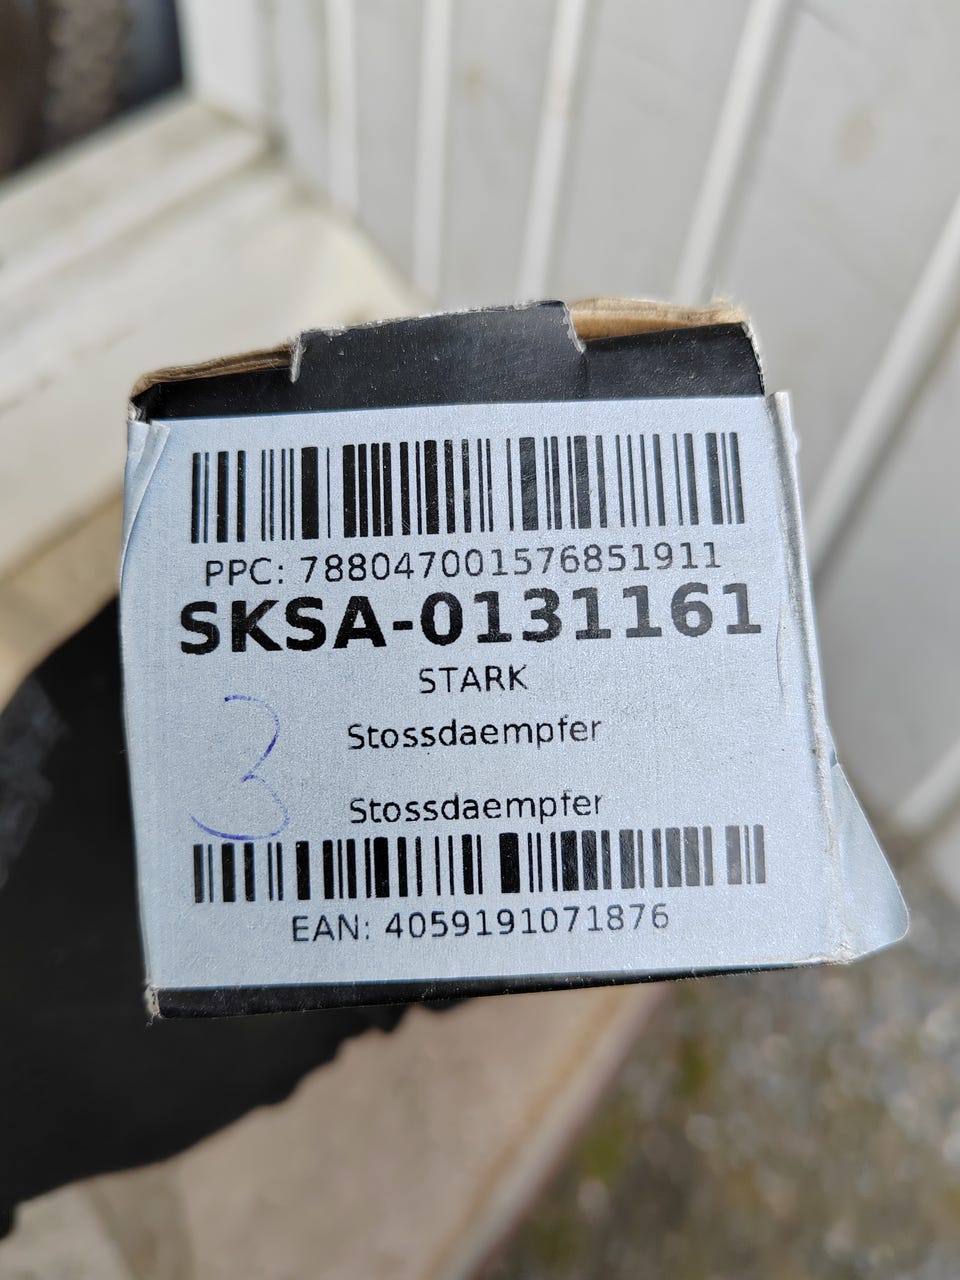 PPC: 788047001576851911
SKSA-0131161
STARK
3
Stossdaempfer
Stossdaempfer
EAN: 4059191071876